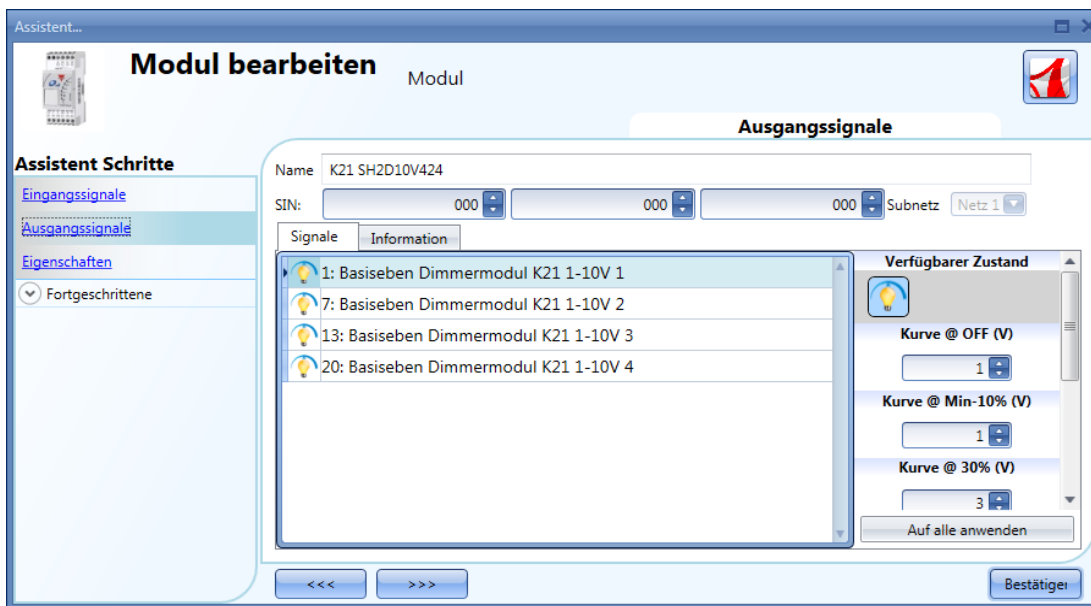 Assistent...
Modul bearbeiten
Modul
Ausgangssignale
Assistent Schritte
Eingangssignale
Ausgangssignale
Eigenschaften
Fortgeschrittene
Name K21 SH2D10V424
SIN: 000 000 000 Subnetz Netz 1
Signale Information
1: Basiseben Dimmermodul K21 1-10V 1
7: Basiseben Dimmermodul K21 1-10V 2
13: Basiseben Dimmermodul K21 1-10V 3
20: Basiseben Dimmermodul K21 1-10V 4
Verfügbarer Zustand
Kurve @ OFF (V)
1
Kurve @ Min-10% (V)
1
Kurve @ 30% (V)
3
Auf alle anwenden
<<< >>>
Bestätiger